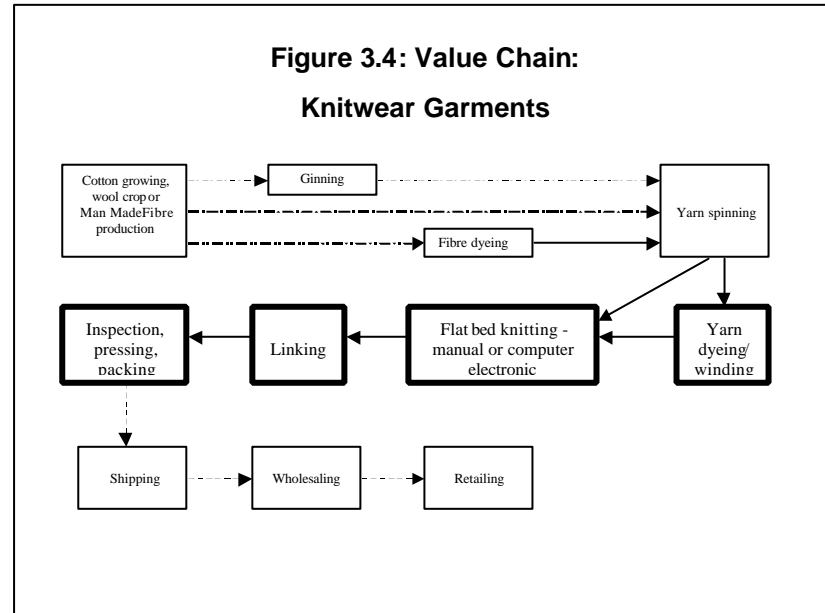 Figure 3.4: Value Chain:
Knitwear Garments
Cotton growing,
wool crop or
Man MadeFibre
production
Ginning
Fibre dyeing
Yarn spinning
Inspection,
pressing,
packing
Linking
Flat bed knitting -
manual or computer
electronic
Yarn
dyeing/
winding
Shipping
Wholesaling
Retailing